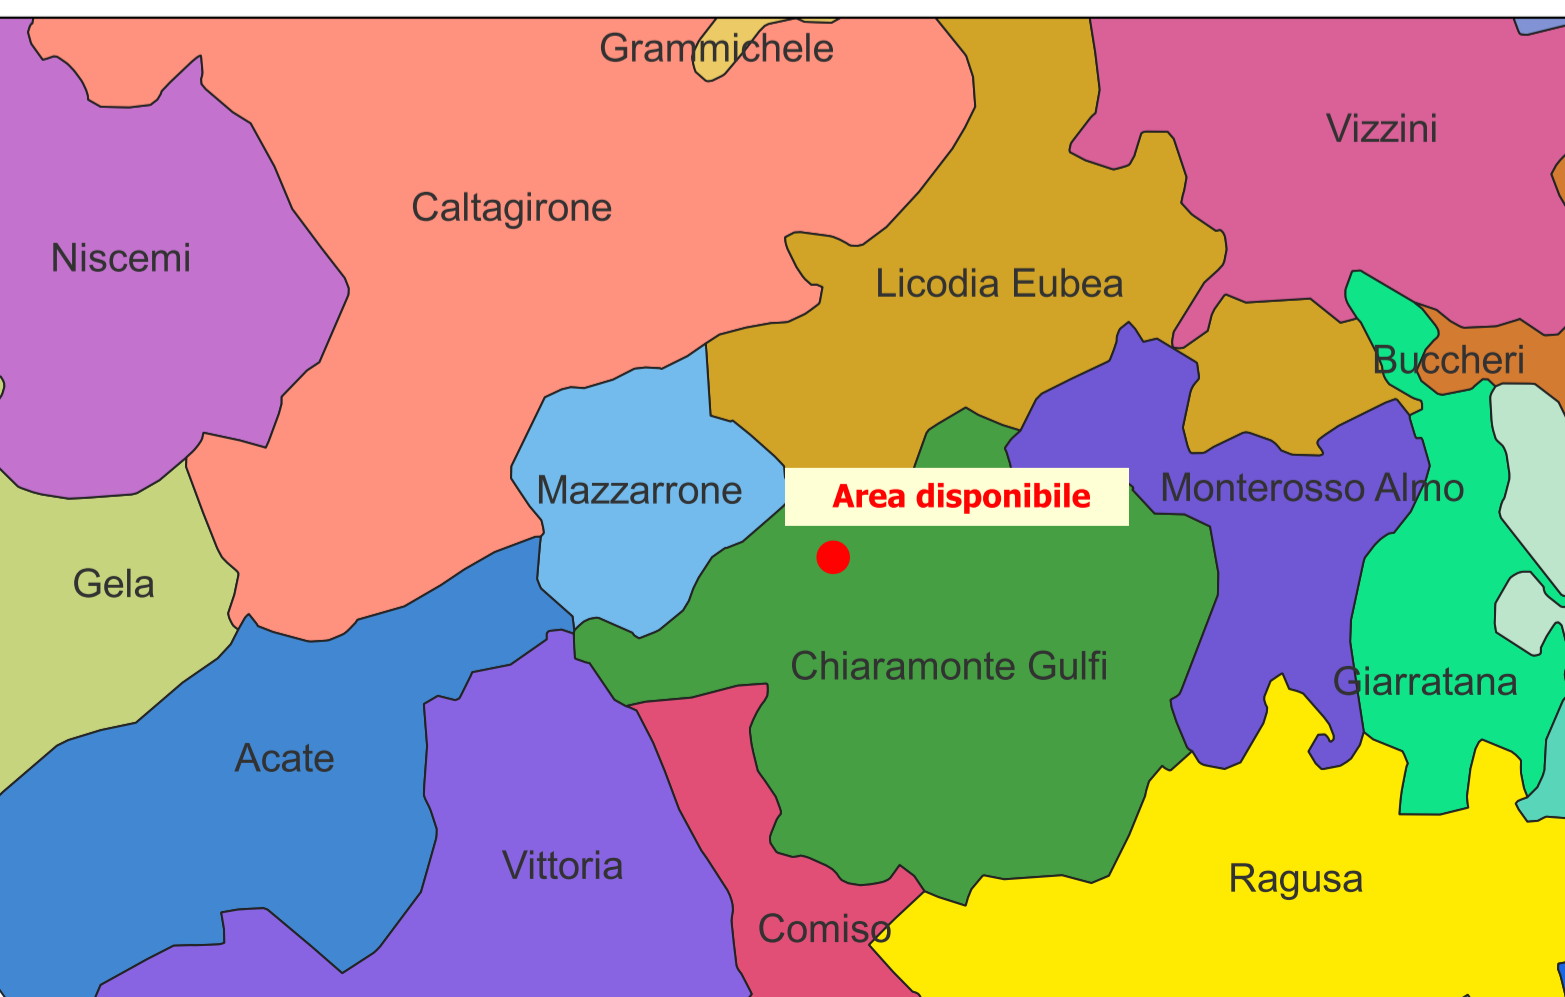 Grammichele
Vizzini
Caltagirone
Niscemi
Licodia Eubea
Buccheri
Mazzarrone
Area disponibile
Monterosso Almo
Gela
Chiaramonte Gulfi
Giarratana
Acate
Vittoria
Ragusa
Comiso